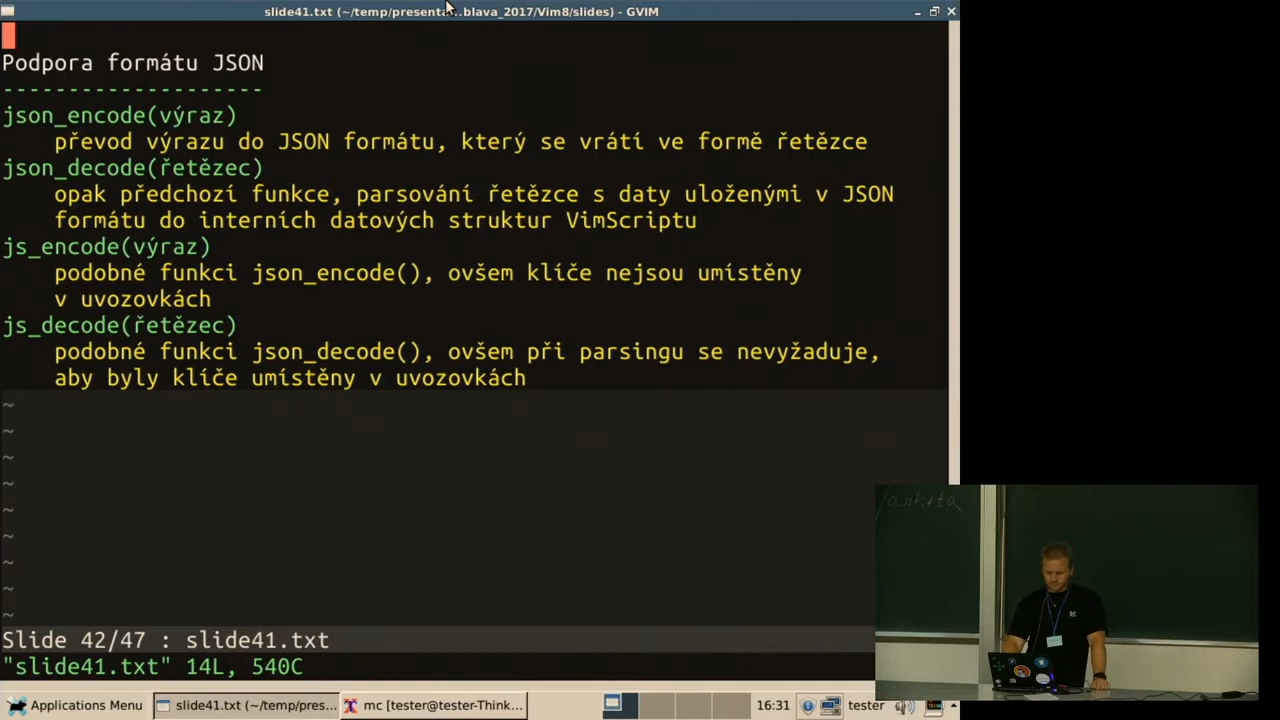 slide41.txt (~/temp/presenta...blava_2017/Vim8/slides) - GVIM
Podpora formátu JSON
--------------------
json_encode(výraz)
převod výrazu do JSON formátu, který se vrátí ve formě řetězce
json_decode(řetězec)
opak předchozí funkce, parsování řetězce s daty uloženými v JSON
formátu do interních datových struktur VimScriptu
js_encode(výraz)
podobné funkci json_encode(), ovšem klíče nejsou umístěny
v uvozovkách
js_decode(řetězec)
podobné funkci json_decode(), ovšem při parsingu se nevyžaduje,
aby byly klíče umístěny v uvozovkách
~
~
~
~
~
~
~
~
~
Slide 42/47 : slide41.txt
"slide41.txt" 14L, 540C
anketa
Applications Menu
slide41.txt (~/temp/pres...
mc [tester@tester-Think...
16:31
tester